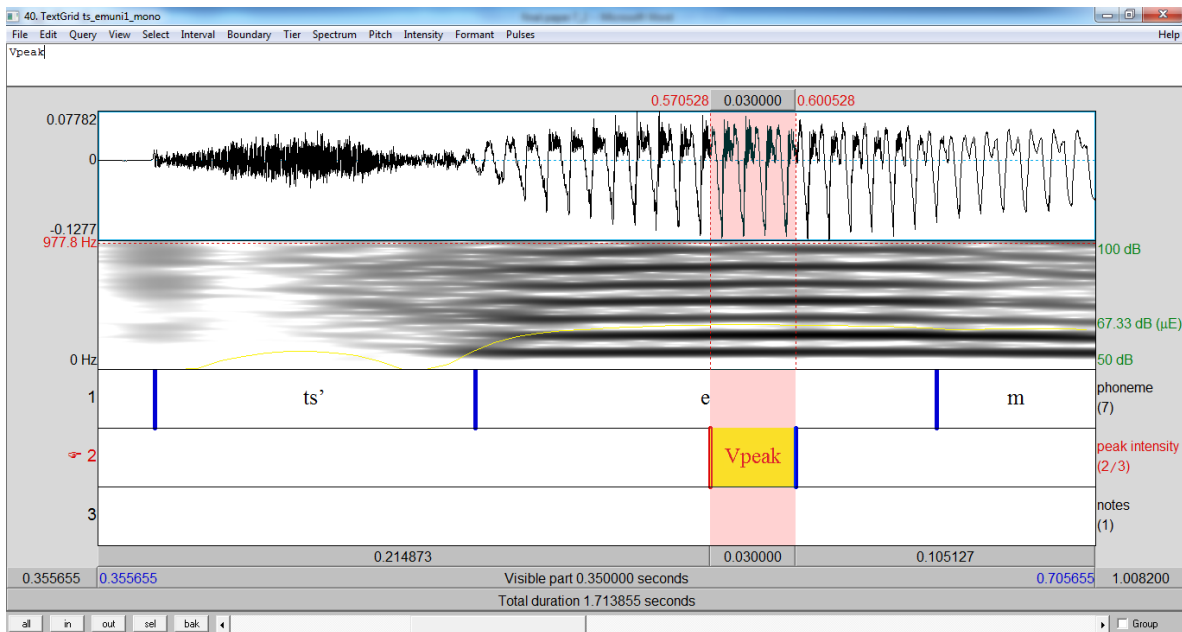 40. TextGrid ts_emuni1_mono
File Edit Query View Select Interval Boundary Tier Spectrum Pitch Intensity Formant Pulses Help
Vpeak
0.570528 0.030000 0.600528
0.07782
0
-0.1277
977.8 Hz
100 dB
67.33 dB (µE)
0 Hz
50 dB
1 ts’ e m phoneme
(7)
2 Vpeak peak intensity
(2/3)
3 notes
(1)
0.214873 0.030000 0.105127
0.355655 0.355655 Visible part 0.350000 seconds 0.705655 1.008200
Total duration 1.713855 seconds
all in out sel bak Group